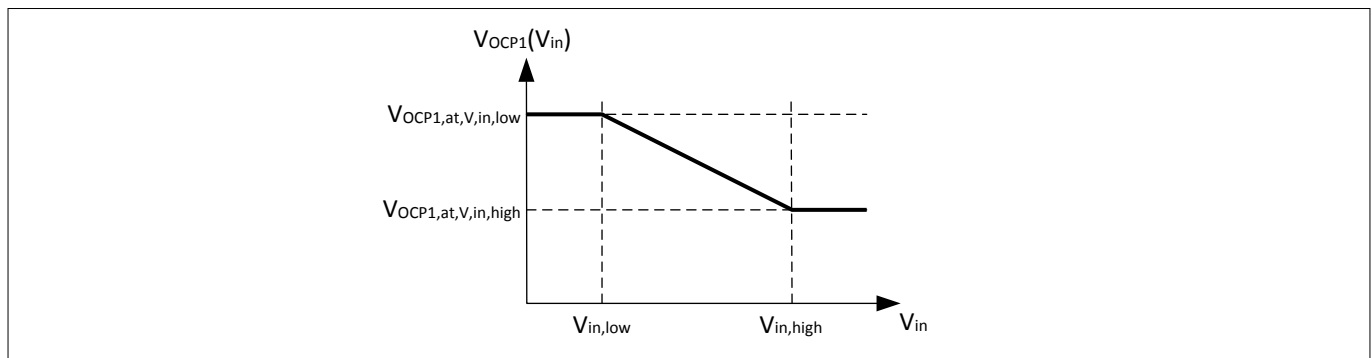 VOCP1(Vin)
VOCP1,at,V,in,low
VOCP1,at,V,in,high
Vin,low
Vin,high
Vin